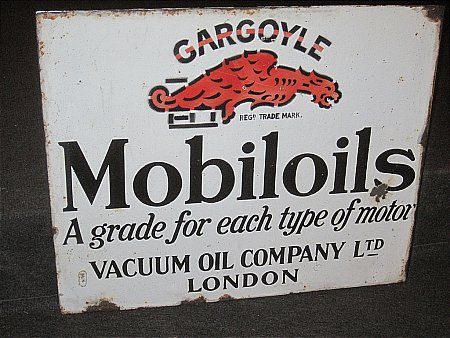 GARGOYLE
REGD TRADE MARK.
Mobiloils
A grade for each type of motor
VACUUM OIL COMPANY LTD
LONDON